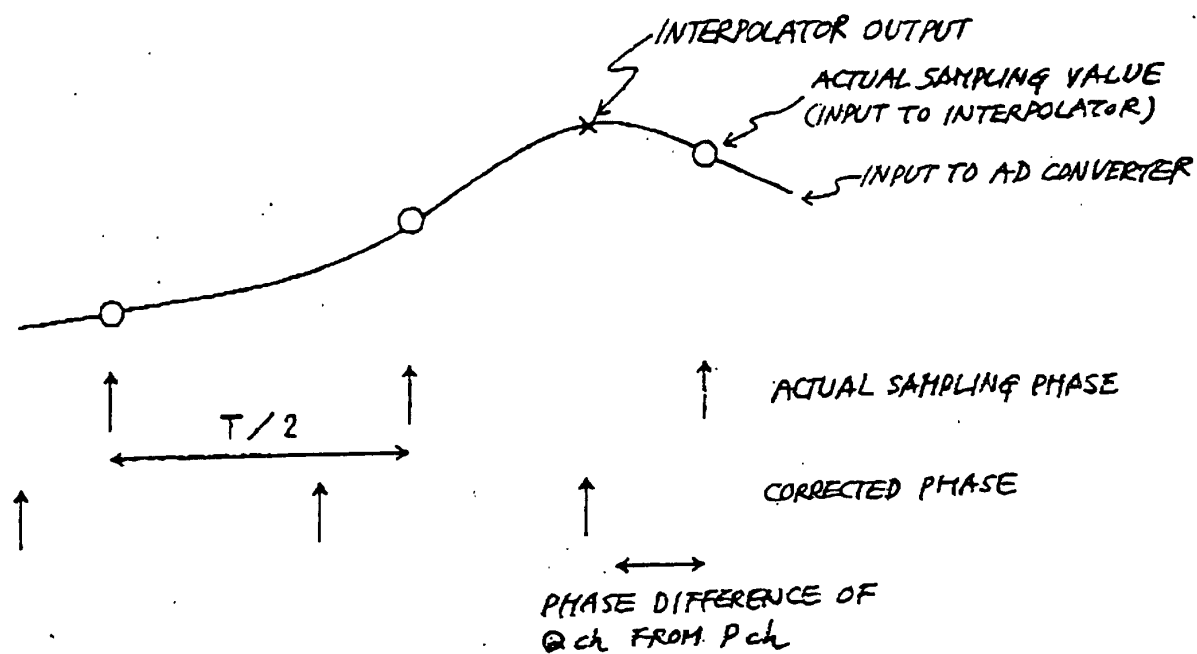 INTERPOLATOR OUTPUT
ACTUAL SAMPLING VALUE
(INPUT TO INTERPOLATOR)
INPUT TO AD CONVERTER
ACTUAL SAMPLING PHASE
T/2
CORRECTED PHASE
PHASE DIFFERENCE OF
Qch FROM Pch